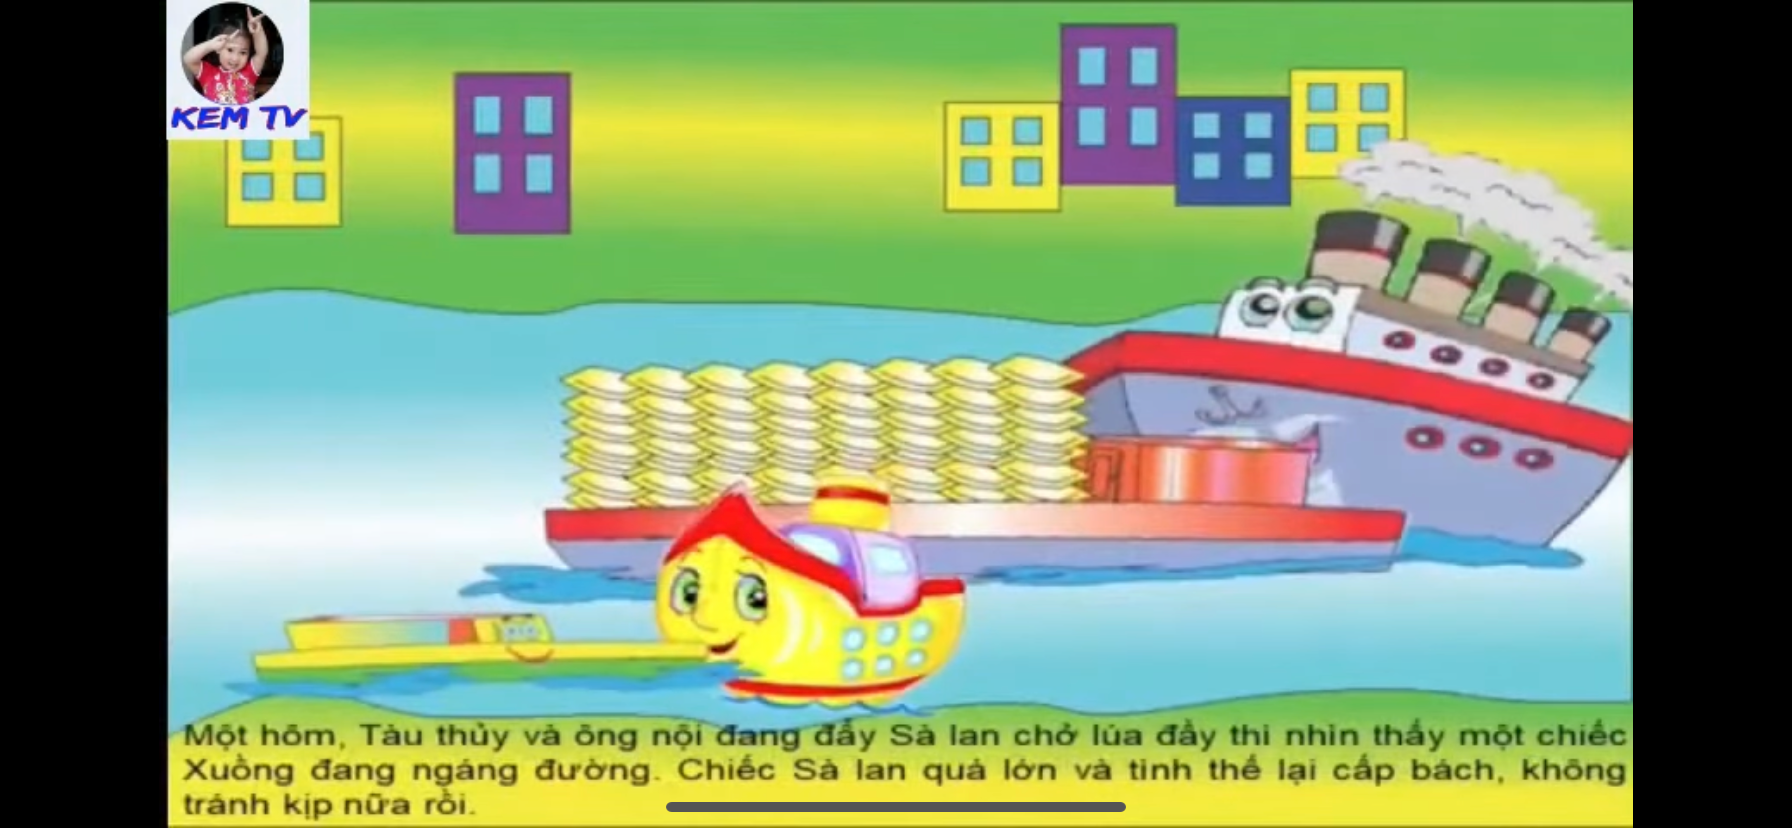 KEM TV
Một hôm, Tàu thủy và ông nội đang đẩy Sà lan chở lúa đầy thì nhìn thấy một chiếc
Xuồng đang ngáng đường. Chiếc Sà lan quá lớn và tình thế lại cấp bách, không
tránh kịp nữa rồi.